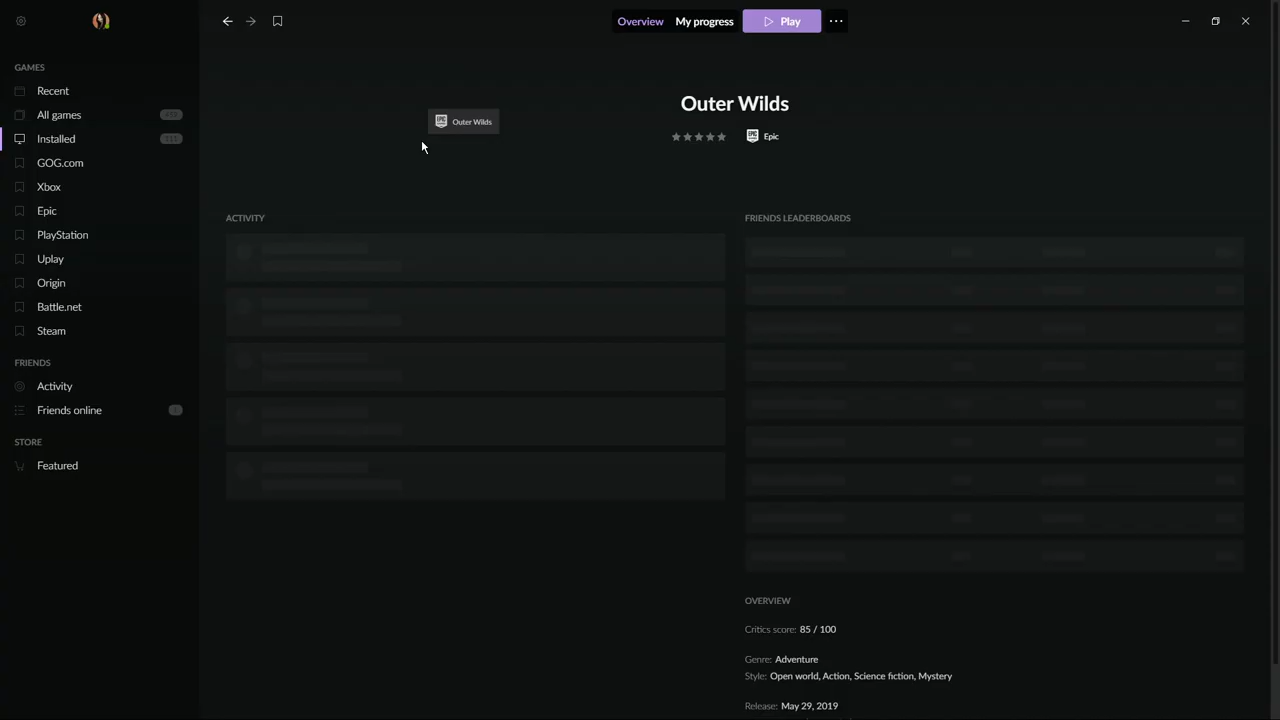 Overview My progress Play ...
GAMES
Recent
All games
Installed
GOG.com
Xbox
Epic
PlayStation
Uplay
Origin
Battle.net
Steam
FRIENDS
Activity
Friends online
STORE
Featured
EPIC Outer Wilds
Outer Wilds
EPIC Epic
ACTIVITY
FRIENDS LEADERBOARDS
OVERVIEW
Critics score: 85 / 100
Genre: Adventure
Style: Open world, Action, Science fiction, Mystery
Release: May 29, 2019